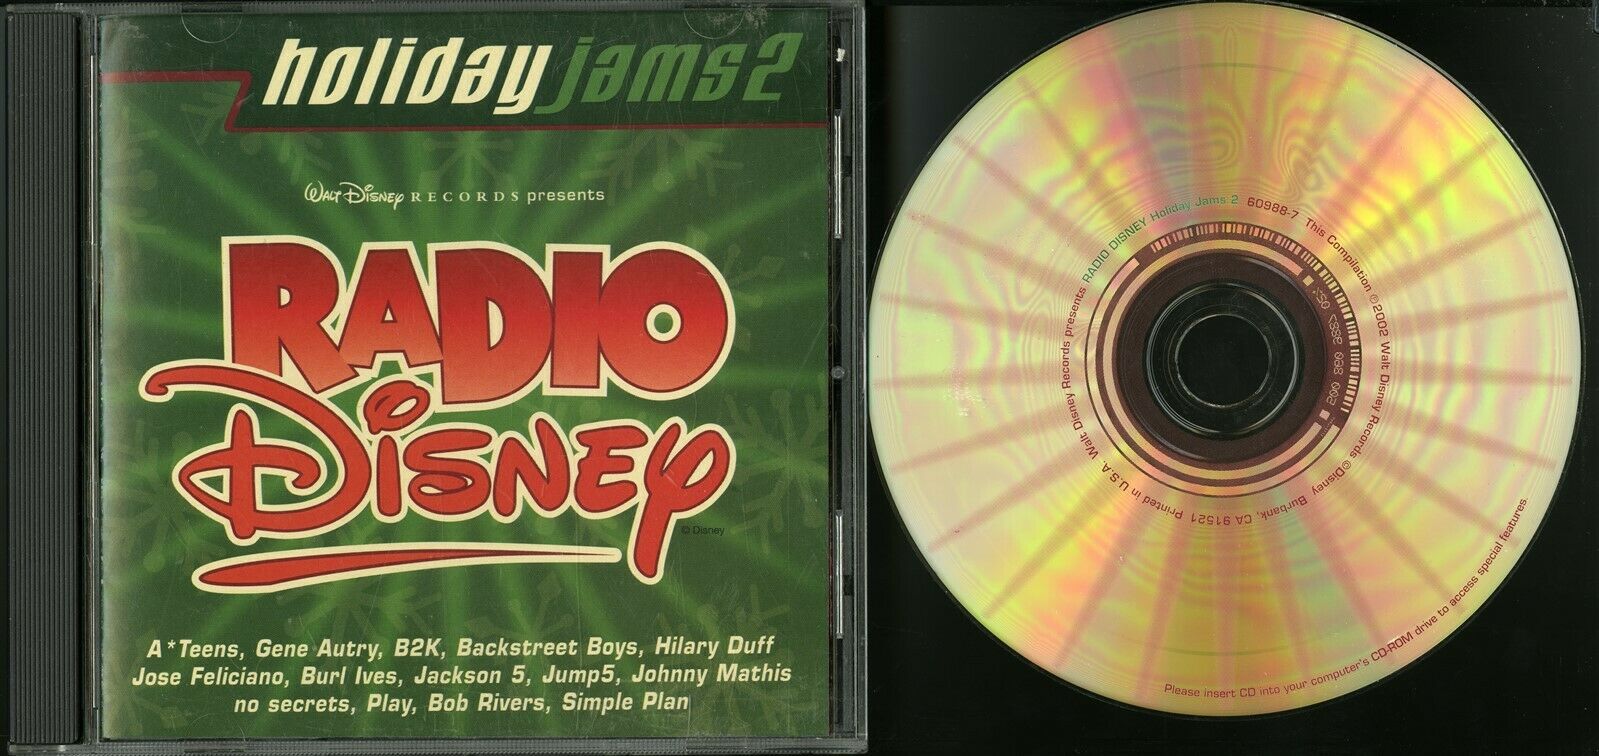 holiday jams 2
Walt Disney RECORDS presents
RADIO
Disney
© Disney
A*Teens, Gene Autry, B2K, Backstreet Boys, Hilary Duff
Jose Feliciano, Burl Ives, Jackson 5, Jump5, Johnny Mathis
no secrets, Play, Bob Rivers, Simple Plan
Walt Disney Records presents RADIO DISNEY Holiday Jams 2 60988-7 This Compilation ℗2002 Walt Disney Records ©Disney Burbank, CA 91521 Printed in U.S.A.
Please insert CD into your computer's CD-ROM drive to access special features.